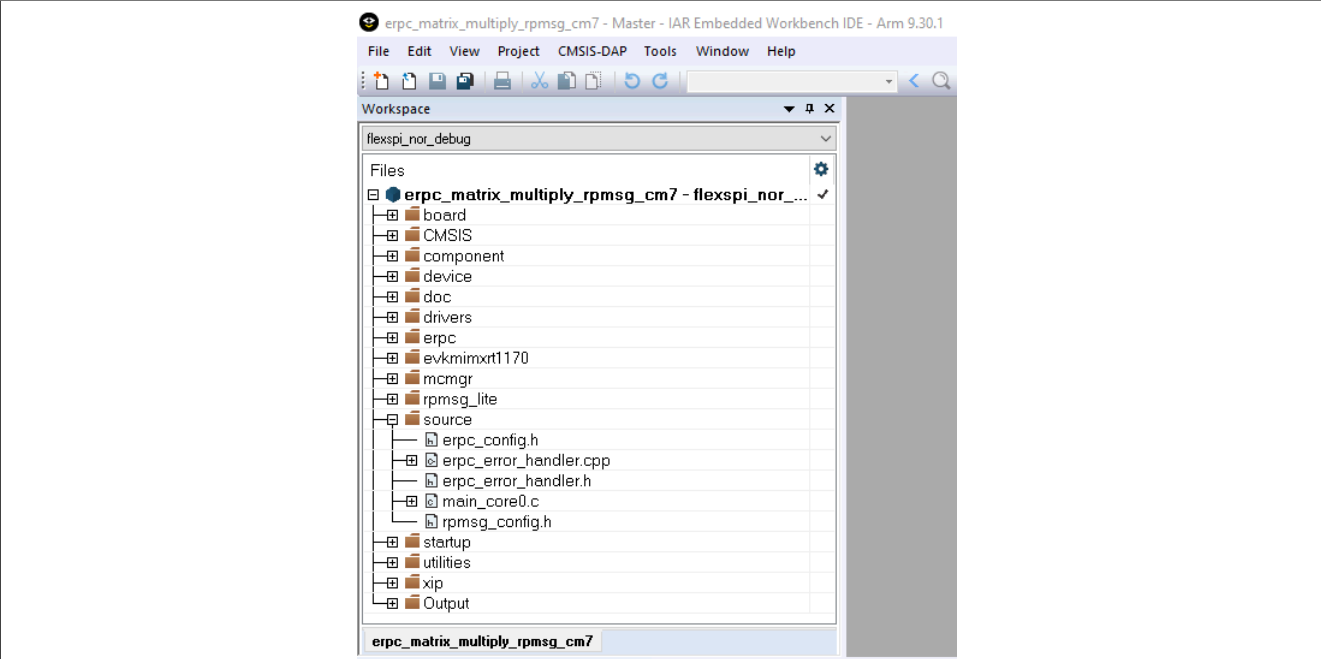 erpc_matrix_multiply_rpmsg_cm7 - Master - IAR Embedded Workbench IDE - Arm 9.30.1
File Edit View Project CMSIS-DAP Tools Window Help
Workspace
flexspi_nor_debug
Files
erpc_matrix_multiply_rpmsg_cm7 - flexspi_nor_...
board
CMSIS
component
device
doc
drivers
erpc
evkmimxrt1170
mcmgr
rpmsg_lite
source
erpc_config.h
erpc_error_handler.cpp
erpc_error_handler.h
main_core0.c
rpmsg_config.h
startup
utilities
xip
Output
erpc_matrix_multiply_rpmsg_cm7